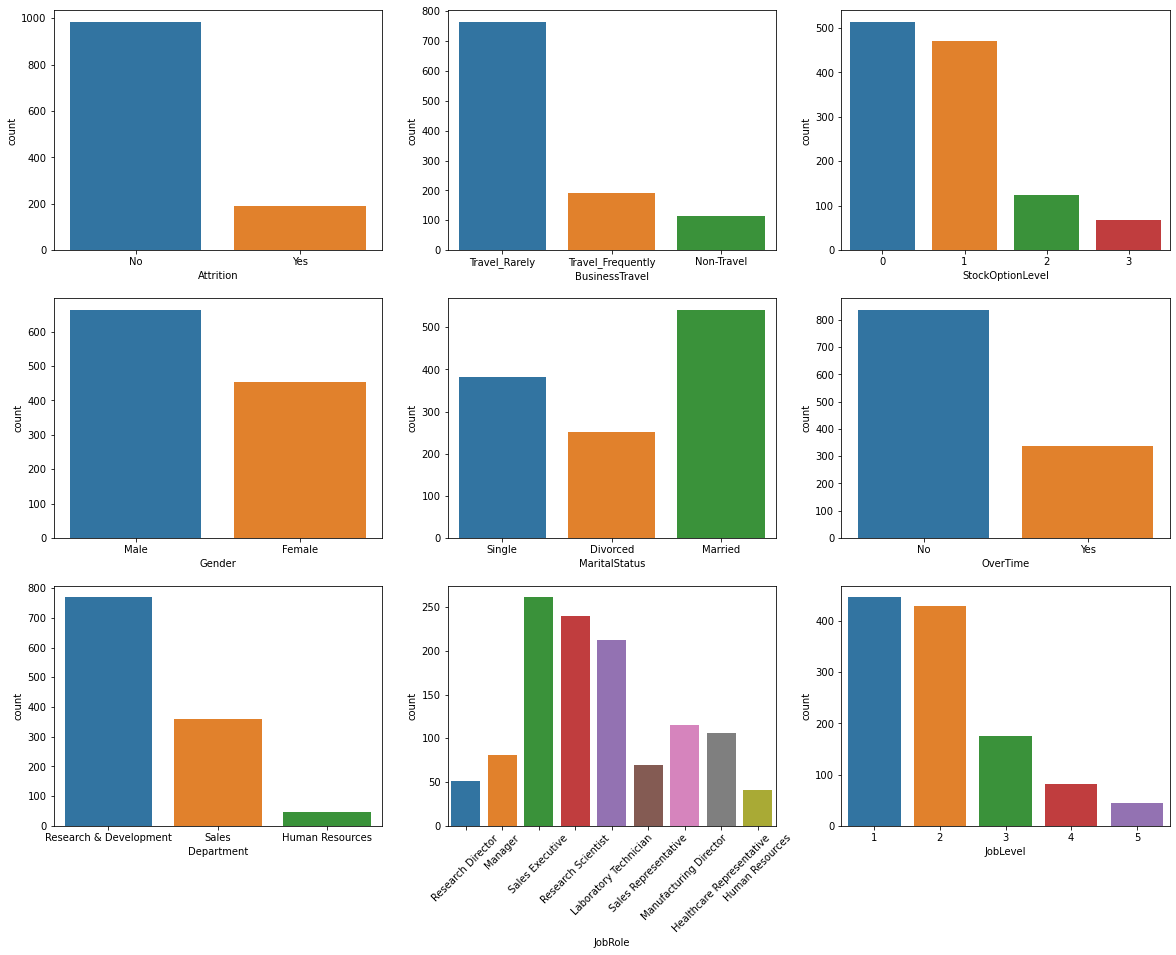 1000
800
600
400
200
0
count
No
Yes
Attrition
800
700
600
500
400
300
200
100
0
count
Travel_Rarely
Travel_Frequently
Non-Travel
BusinessTravel
500
400
300
200
100
0
count
0
1
2
3
StockOptionLevel
600
500
400
300
200
100
0
count
Male
Female
Gender
500
400
300
200
100
0
count
Single
Divorced
Married
MaritalStatus
800
700
600
500
400
300
200
100
0
count
No
Yes
OverTime
800
700
600
500
400
300
200
100
0
count
Research & Development
Sales
Human Resources
Department
250
200
150
100
50
0
count
Research Director
Manager
Sales Executive
Research Scientist
Laboratory Technician
Sales Representative
Manufacturing Director
Healthcare Representative
Human Resources
JobRole
400
300
200
100
0
count
1
2
3
4
5
JobLevel